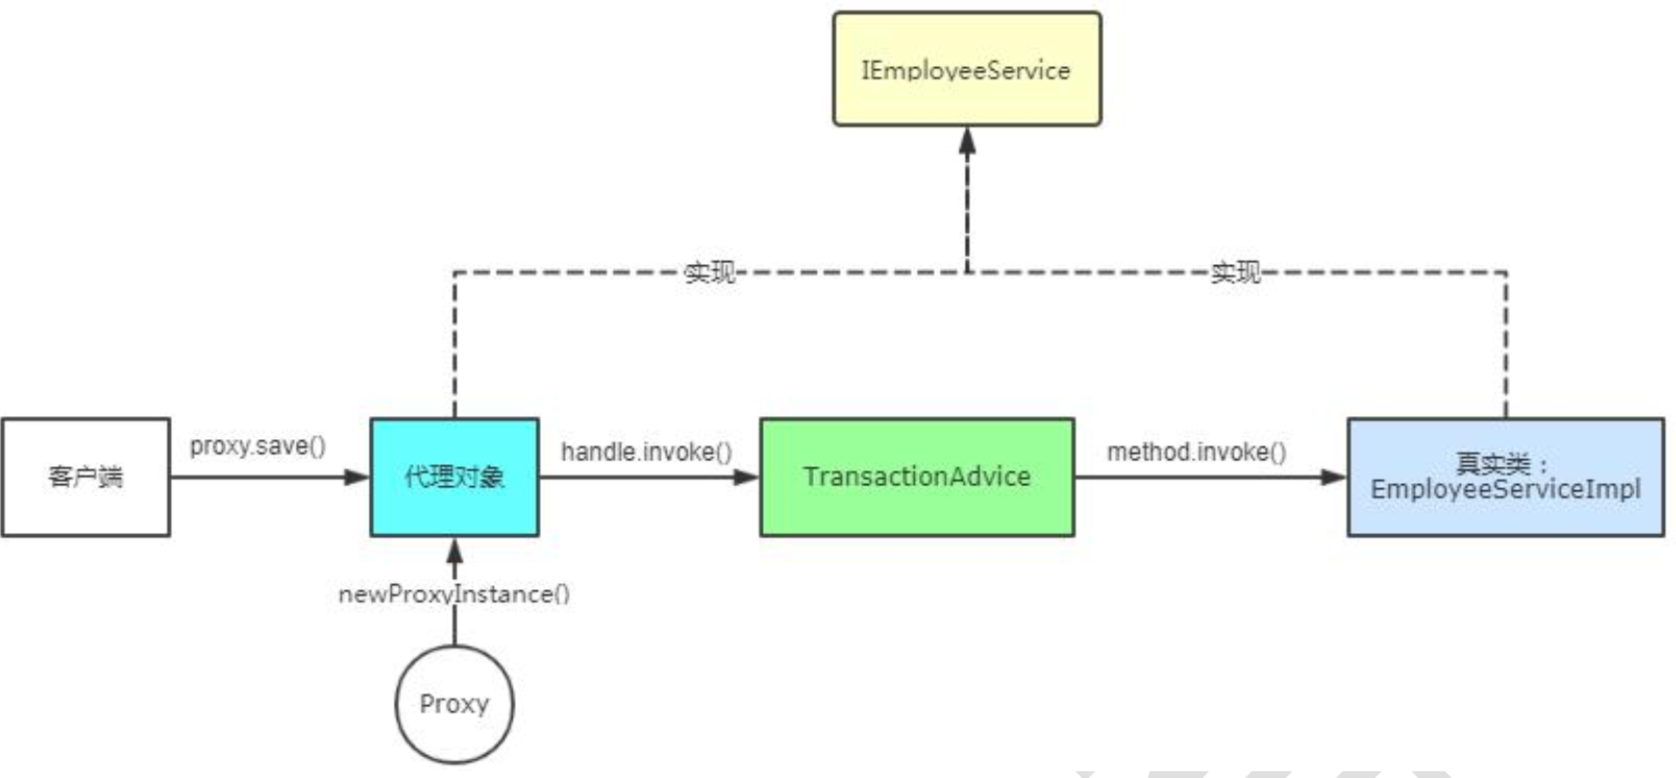 IEmployeeService
实现
实现
客户端
proxy.save()
代理对象
handle.invoke()
TransactionAdvice
method.invoke()
真实类：
EmployeeServiceImpl
newProxyInstance()
Proxy